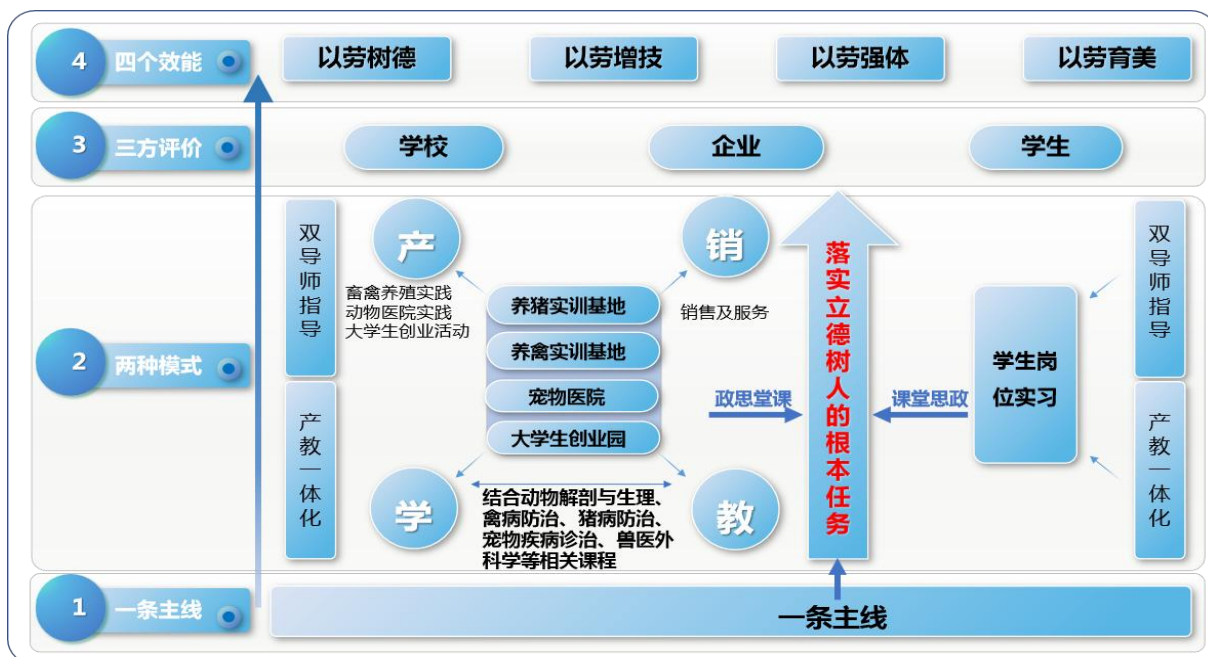 4 四个效能
以劳树德
以劳增技
以劳强体
以劳育美
3 三方评价
学校
企业
学生
2 两种模式
双导师指导
产教一体化
产
畜禽养殖实践
动物医院实践
大学生创业活动
销
销售及服务
养猪实训基地
养禽实训基地
宠物医院
大学生创业园
学
教
结合动物解剖与生理、
禽病防治、猪病防治、
宠物疾病诊治、兽医外
科学等相关课程
政思堂课
落实立德树人的根本任务
课堂思政
学生岗
位实习
双导师指导
产教一体化
1 一条主线
一条主线